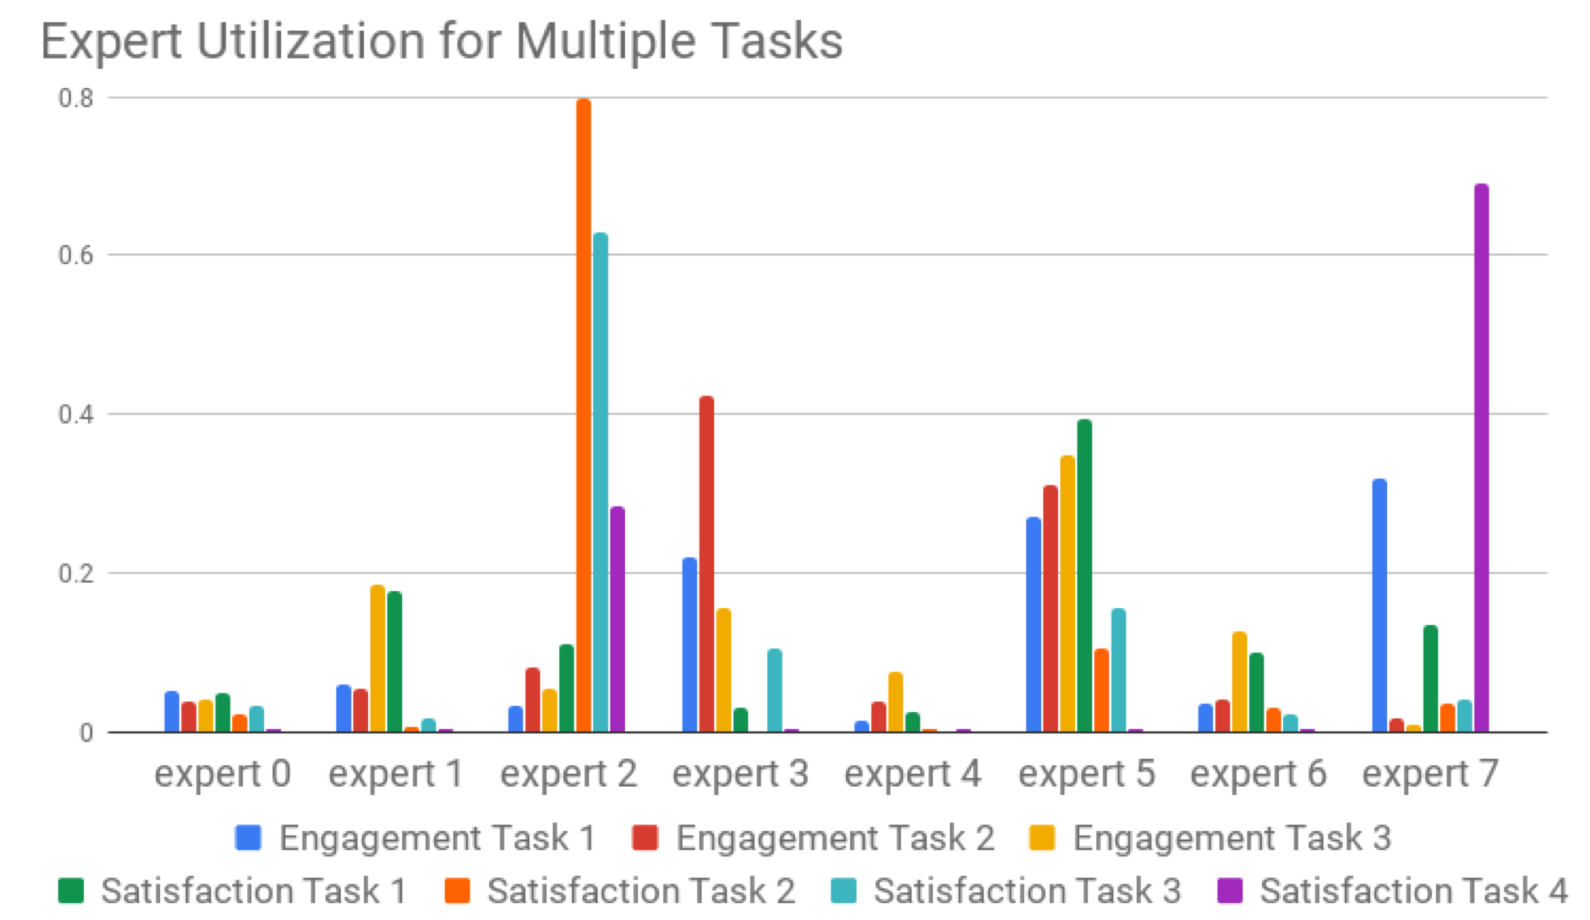 Expert Utilization for Multiple Tasks
0.8
0.6
0.4
0.2
0
expert 0 expert 1 expert 2 expert 3 expert 4 expert 5 expert 6 expert 7
Engagement Task 1 Engagement Task 2 Engagement Task 3
Satisfaction Task 1 Satisfaction Task 2 Satisfaction Task 3 Satisfaction Task 4